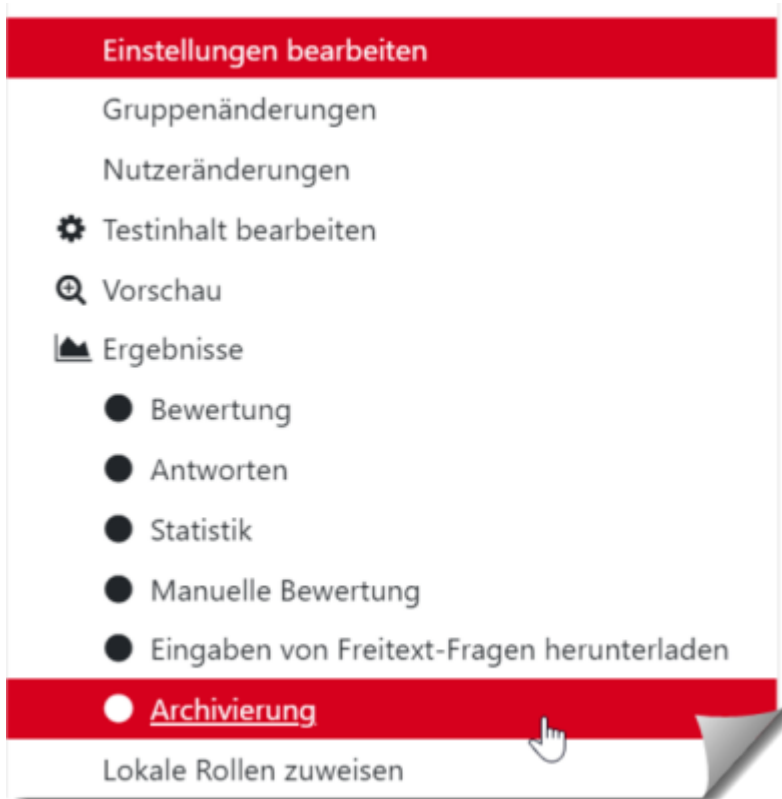 Einstellungen bearbeiten
Gruppenänderungen
Nutzeränderungen
Testinhalt bearbeiten
Vorschau
Ergebnisse
Bewertung
Antworten
Statistik
Manuelle Bewertung
Eingaben von Freitext-Fragen herunterladen
Archivierung
Lokale Rollen zuweisen